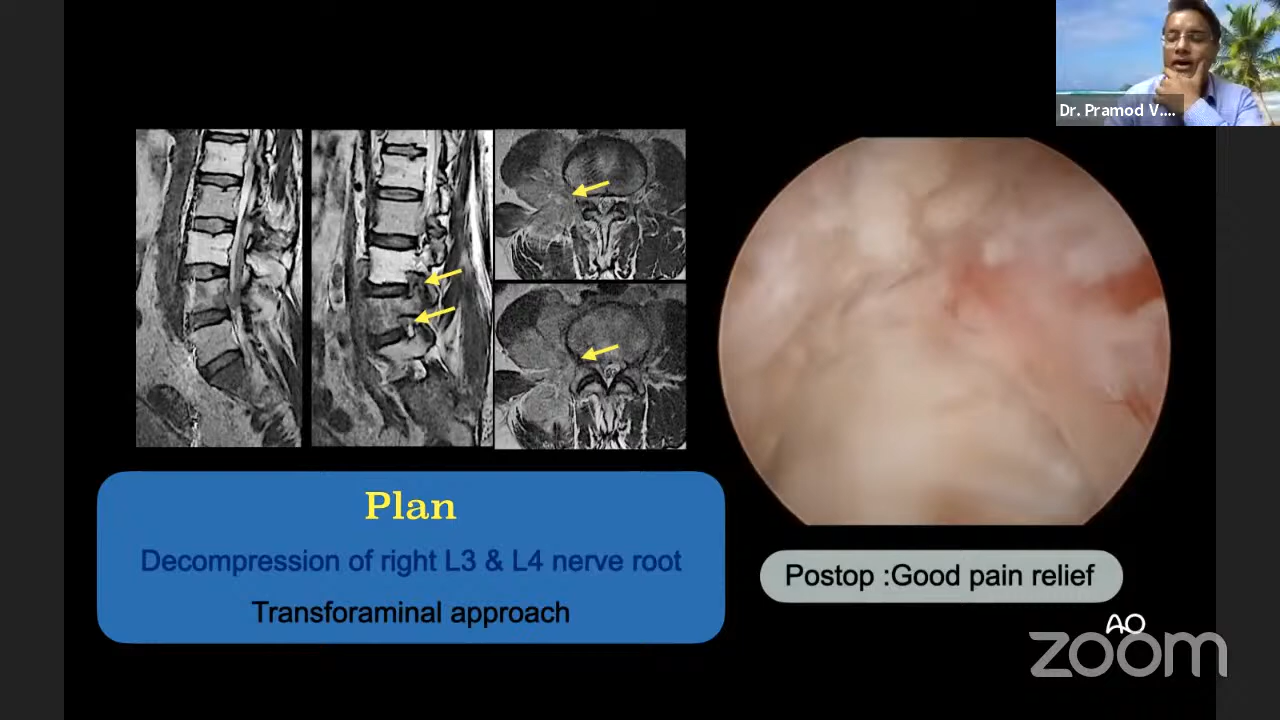 Dr. Pramod V....
Plan
Decompression of right L3 & L4 nerve root
Transforaminal approach
Postop :Good pain relief
AO
zoom